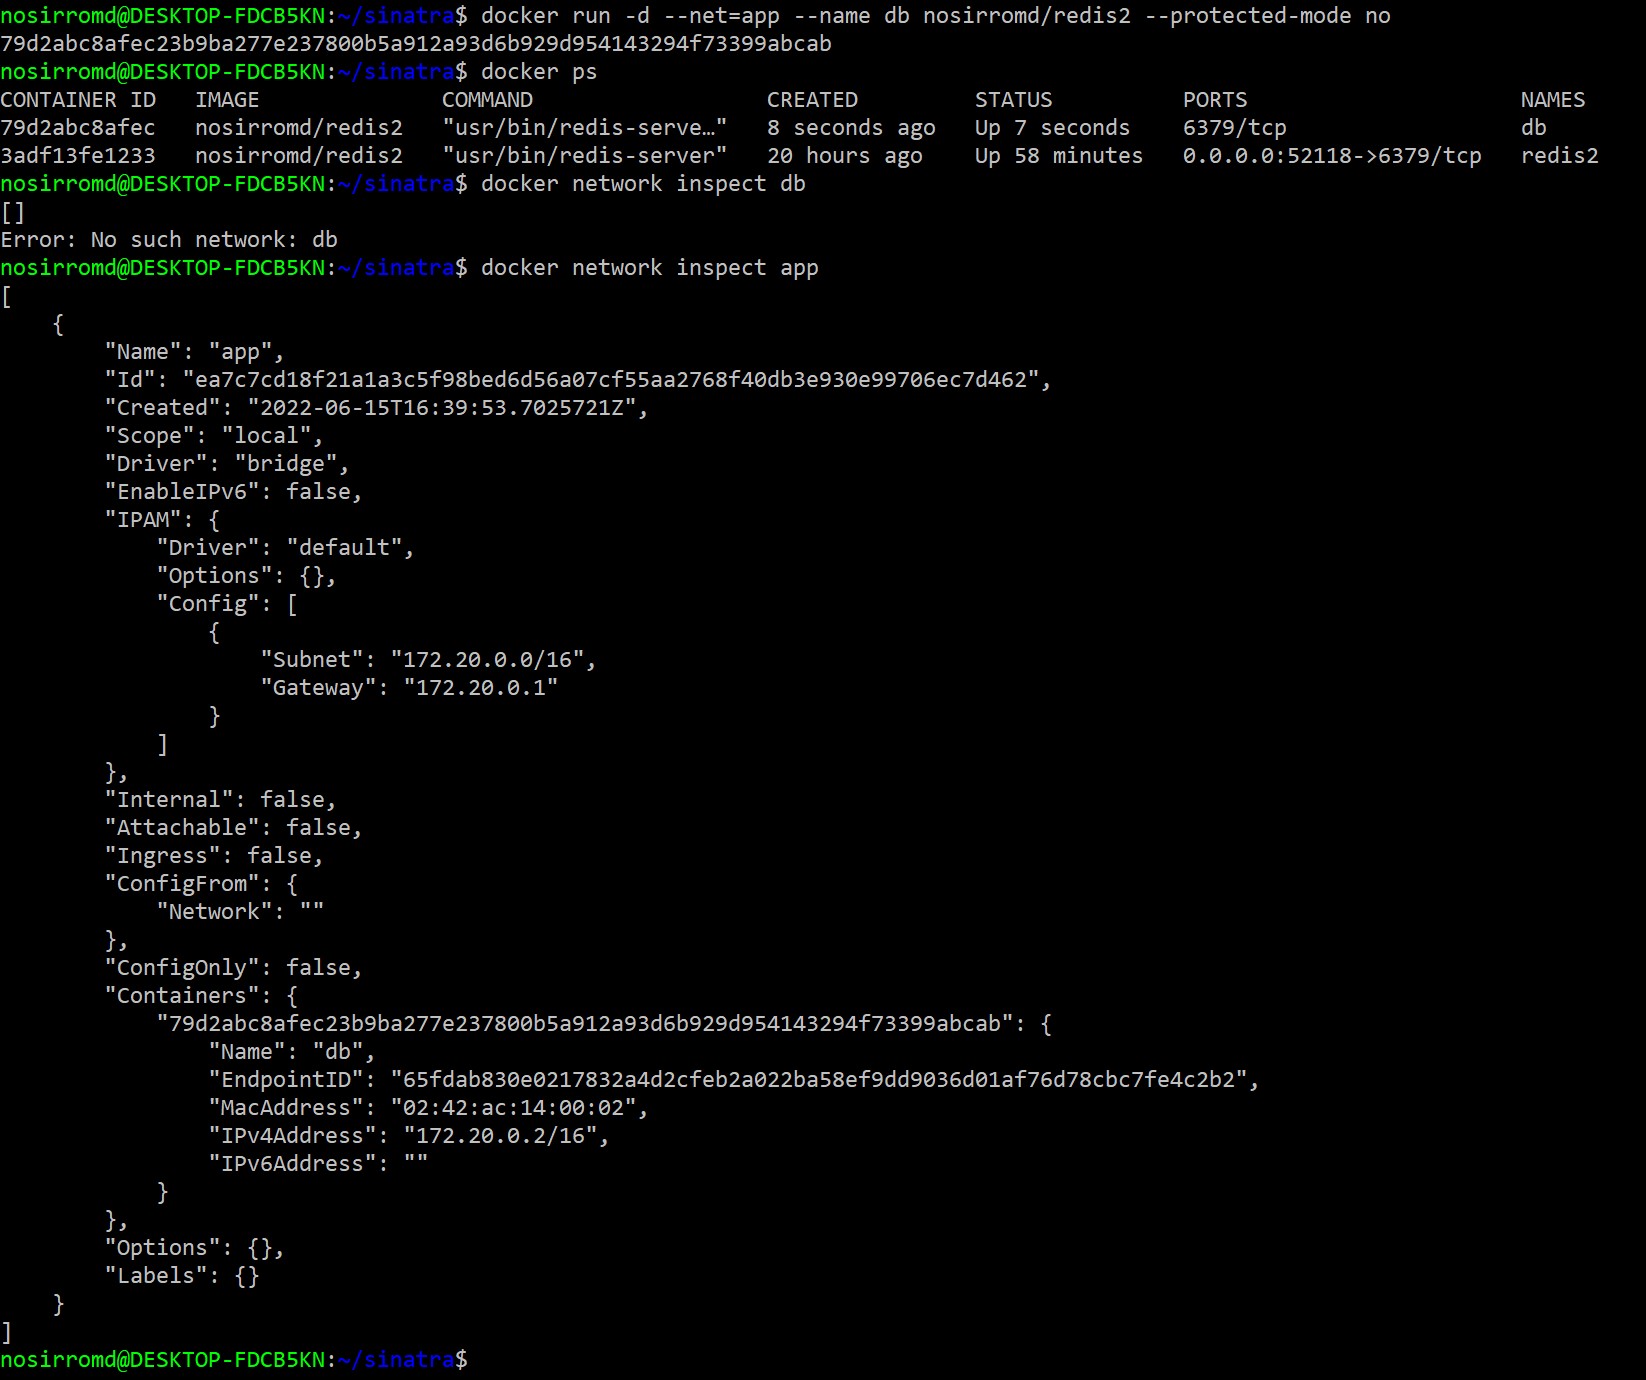 nosirromd@DESKTOP-FDCB5KN:~/sinatra$ docker run -d --net=app --name db nosirromd/redis2 --protected-mode no
79d2abc8afec23b9ba277e237800b5a912a93d6b929d954143294f73399abcab
nosirromd@DESKTOP-FDCB5KN:~/sinatra$ docker ps
CONTAINER ID   IMAGE              COMMAND                  CREATED          STATUS          PORTS                     NAMES
79d2abc8afec   nosirromd/redis2   "usr/bin/redis-serve…"   8 seconds ago    Up 7 seconds    6379/tcp                  db
3adf13fe1233   nosirromd/redis2   "usr/bin/redis-server"   20 hours ago     Up 58 minutes   0.0.0.0:52118->6379/tcp   redis2
nosirromd@DESKTOP-FDCB5KN:~/sinatra$ docker network inspect db
[]
Error: No such network: db
nosirromd@DESKTOP-FDCB5KN:~/sinatra$ docker network inspect app
[
    {
        "Name": "app",
        "Id": "ea7c7cd18f21a1a3c5f98bed6d56a07cf55aa2768f40db3e930e99706ec7d462",
        "Created": "2022-06-15T16:39:53.7025721Z",
        "Scope": "local",
        "Driver": "bridge",
        "EnableIPv6": false,
        "IPAM": {
            "Driver": "default",
            "Options": {},
            "Config": [
                {
                    "Subnet": "172.20.0.0/16",
                    "Gateway": "172.20.0.1"
                }
            ]
        },
        "Internal": false,
        "Attachable": false,
        "Ingress": false,
        "ConfigFrom": {
            "Network": ""
        },
        "ConfigOnly": false,
        "Containers": {
            "79d2abc8afec23b9ba277e237800b5a912a93d6b929d954143294f73399abcab": {
                "Name": "db",
                "EndpointID": "65fdab830e0217832a4d2cfeb2a022ba58ef9dd9036d01af76d78cbc7fe4c2b2",
                "MacAddress": "02:42:ac:14:00:02",
                "IPv4Address": "172.20.0.2/16",
                "IPv6Address": ""
            }
        },
        "Options": {},
        "Labels": {}
    }
]
nosirromd@DESKTOP-FDCB5KN:~/sinatra$